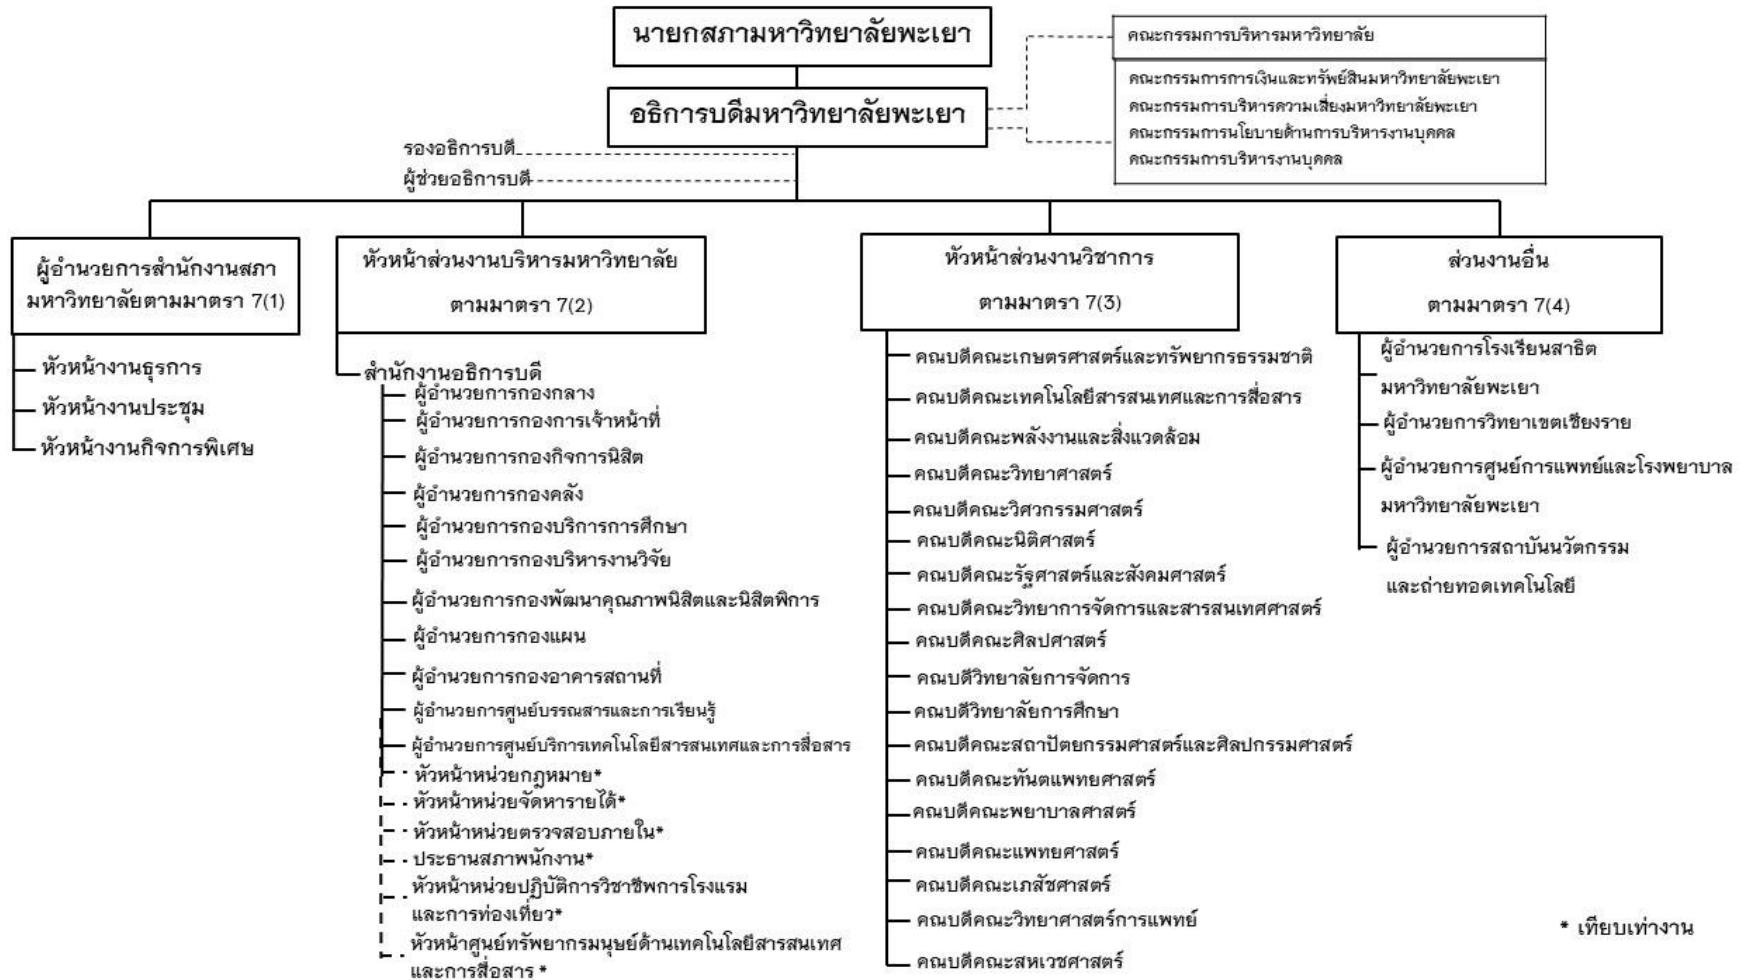 นายกสภามหาวิทยาลัยพะเยา
อธิการบดีมหาวิทยาลัยพะเยา
คณะกรรมการบริหารมหาวิทยาลัย
คณะกรรมการการเงินและทรัพย์สินมหาวิทยาลัยพะเยา
คณะกรรมการบริหารความเสี่ยงมหาวิทยาลัยพะเยา
คณะกรรมการนโยบายด้านการบริหารงานบุคคล
คณะกรรมการบริหารงานบุคคล
รองอธิการบดี
ผู้ช่วยอธิการบดี
ผู้อำนวยการสำนักงานสภา
มหาวิทยาลัยตามมาตรา 7(1)
หัวหน้างานธุรการ
หัวหน้างานประชุม
หัวหน้างานกิจการพิเศษ
หัวหน้าส่วนงานบริหารมหาวิทยาลัย
ตามมาตรา 7(2)
สำนักงานอธิการบดี
ผู้อำนวยการกองกลาง
ผู้อำนวยการกองการเจ้าหน้าที่
ผู้อำนวยการกองกิจการนิสิต
ผู้อำนวยการกองคลัง
ผู้อำนวยการกองบริการการศึกษา
ผู้อำนวยการกองบริหารงานวิจัย
ผู้อำนวยการกองพัฒนาคุณภาพนิสิตและนิสิตพิการ
ผู้อำนวยการกองแผน
ผู้อำนวยการกองอาคารสถานที่
ผู้อำนวยการศูนย์บรรณสารและการเรียนรู้
ผู้อำนวยการศูนย์บริการเทคโนโลยีสารสนเทศและการสื่อสาร
หัวหน้าหน่วยกฎหมาย*
หัวหน้าหน่วยจัดหารายได้*
หัวหน้าหน่วยตรวจสอบภายใน*
ประธานสภาพนักงาน*
หัวหน้าหน่วยปฏิบัติการวิชาชีพการโรงแรม
และการท่องเที่ยว*
หัวหน้าศูนย์ทรัพยากรมนุษย์ด้านเทคโนโลยีสารสนเทศ
และการสื่อสาร *
หัวหน้าส่วนงานวิชาการ
ตามมาตรา 7(3)
คณบดีคณะเกษตรศาสตร์และทรัพยากรธรรมชาติ
คณบดีคณะเทคโนโลยีสารสนเทศและการสื่อสาร
คณบดีคณะพลังงานและสิ่งแวดล้อม
คณบดีคณะวิทยาศาสตร์
คณบดีคณะวิศวกรรมศาสตร์
คณบดีคณะนิติศาสตร์
คณบดีคณะรัฐศาสตร์และสังคมศาสตร์
คณบดีคณะวิทยาการจัดการและสารสนเทศศาสตร์
คณบดีคณะศิลปศาสตร์
คณบดีวิทยาลัยการจัดการ
คณบดีวิทยาลัยการศึกษา
คณบดีคณะสถาปัตยกรรมศาสตร์และศิลปกรรมศาสตร์
คณบดีคณะทันตแพทยศาสตร์
คณบดีคณะพยาบาลศาสตร์
คณบดีคณะแพทยศาสตร์
คณบดีคณะเภสัชศาสตร์
คณบดีคณะวิทยาศาสตร์การแพทย์
คณบดีคณะสหเวชศาสตร์
ส่วนงานอื่น
ตามมาตรา 7(4)
ผู้อำนวยการโรงเรียนสาธิต
มหาวิทยาลัยพะเยา
ผู้อำนวยการวิทยาเขตเชียงราย
ผู้อำนวยการศูนย์การแพทย์และโรงพยาบาล
มหาวิทยาลัยพะเยา
ผู้อำนวยการสถาบันนวัตกรรม
และถ่ายทอดเทคโนโลยี
* เทียบเท่างาน